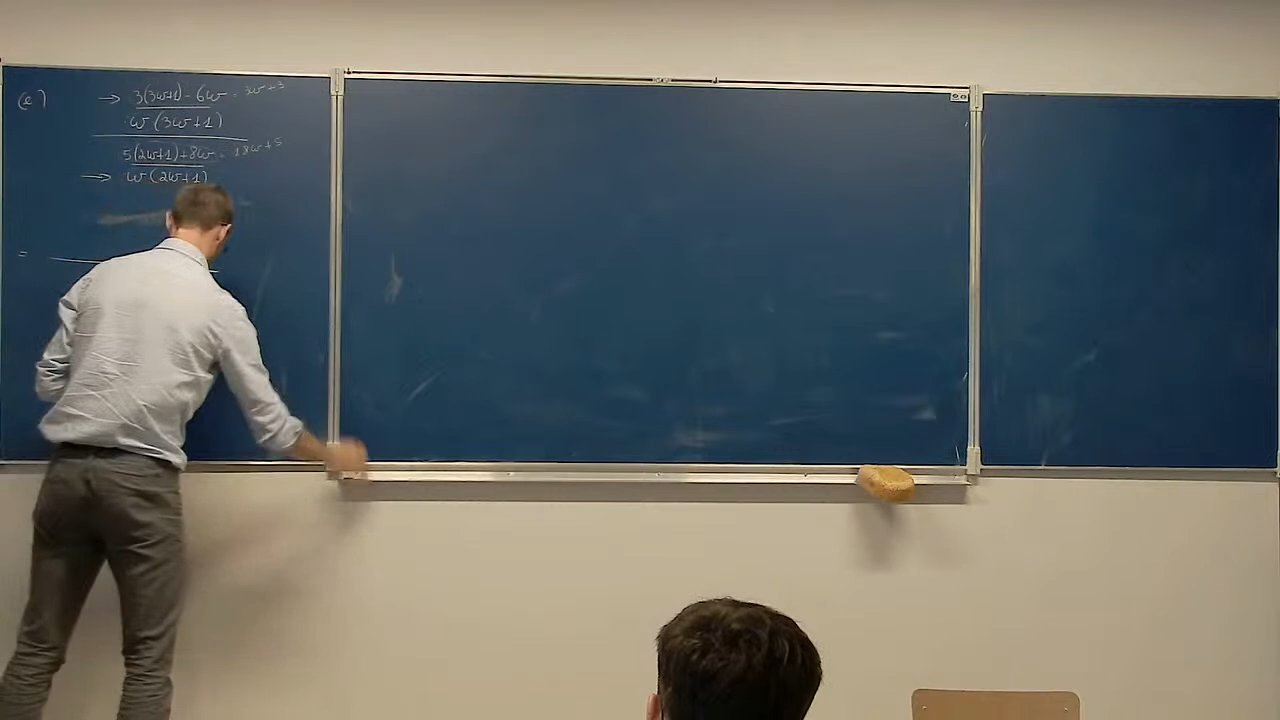 (e) → 3(3w+1) - 6w = 3w+3
w(3w+1)
5(2w+1)+8w = 18w+5
→ w(2w+1)
=